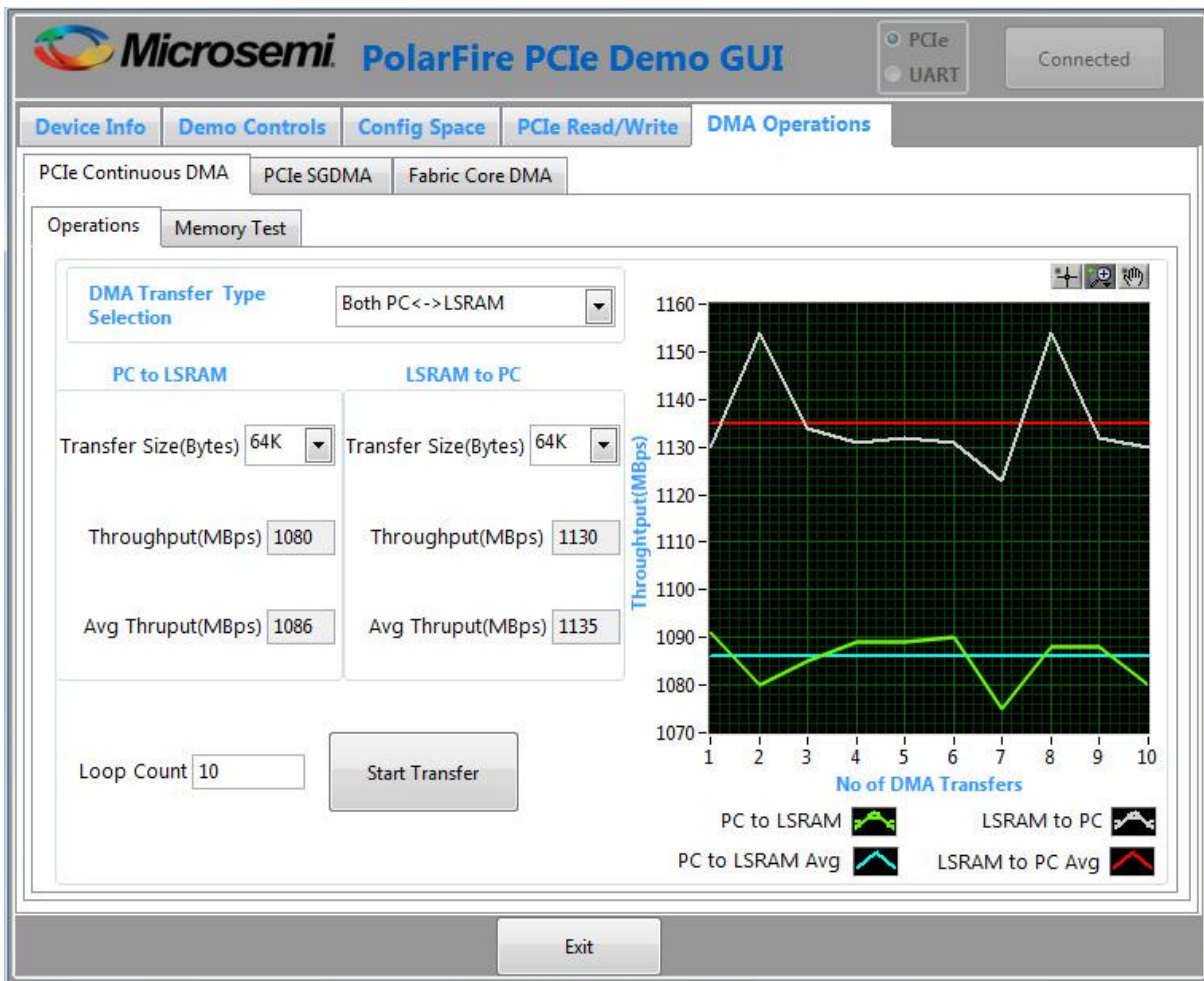 Microsemi. PolarFire PCIe Demo GUI
PCIe
UART
Connected
Device Info Demo Controls Config Space PCIe Read/Write DMA Operations
PCIe Continuous DMA PCIe SGDMA Fabric Core DMA
Operations Memory Test
DMA Transfer Type
Selection
Both PC<->LSRAM
PC to LSRAM LSRAM to PC
Transfer Size(Bytes) 64K Transfer Size(Bytes) 64K
Throughput(MBps) 1080 Throughput(MBps) 1130
Avg Thruput(MBps) 1086 Avg Thruput(MBps) 1135
Loop Count 10 Start Transfer
Throughtput(MBps)
1160
1150
1140
1130
1120
1110
1100
1090
1080
1070
1 2 3 4 5 6 7 8 9 10
No of DMA Transfers
PC to LSRAM LSRAM to PC
PC to LSRAM Avg LSRAM to PC Avg
Exit